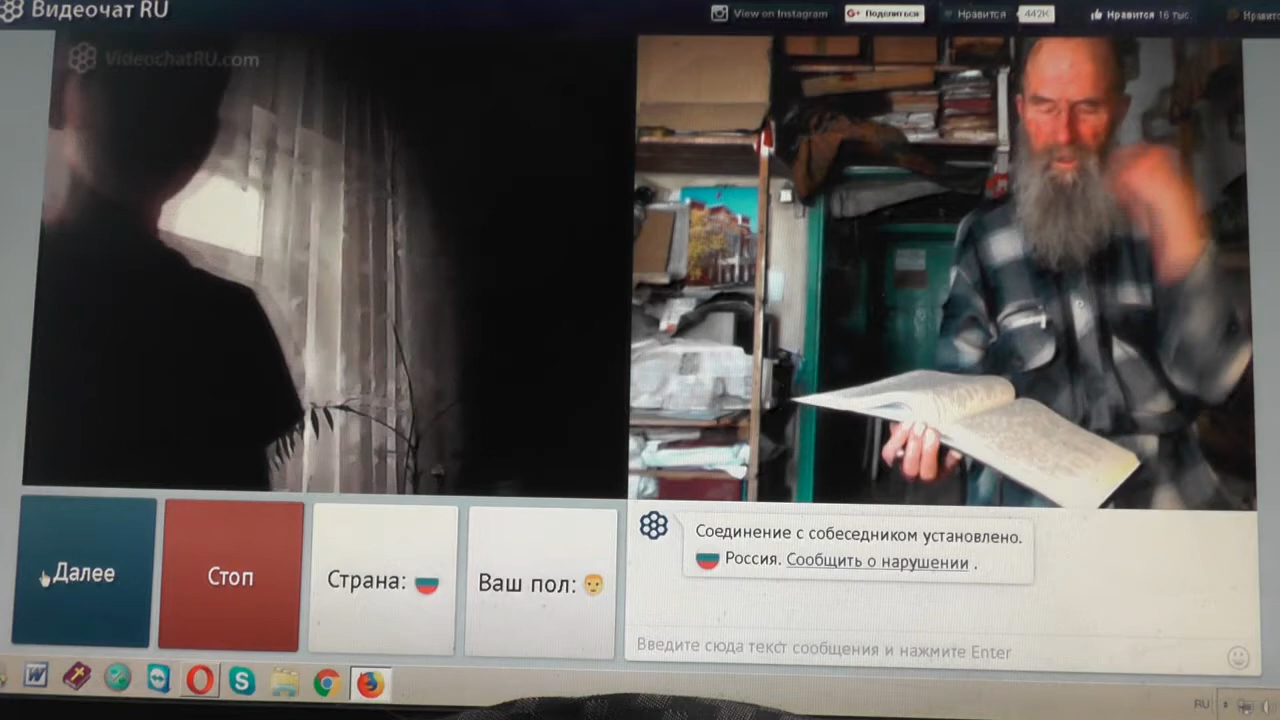 Видеочат RU
View on Instagram
Поделиться
Нравится
442K
Нравится 16 тыс.
VideochatRU.com
Соединение с собеседником установлено.
Россия. Сообщить о нарушении .
Далее
Стоп
Страна:
Ваш пол:
Введите сюда текст сообщения и нажмите Enter
RU